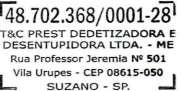 48.702.368/0001-28
T&C PREST DEDETIZADORA E
DESENTUPIDORA LTDA. - ME
Rua Professor Jeremia Nº 501
Vila Urupes - CEP 08615-050
SUZANO - SP.